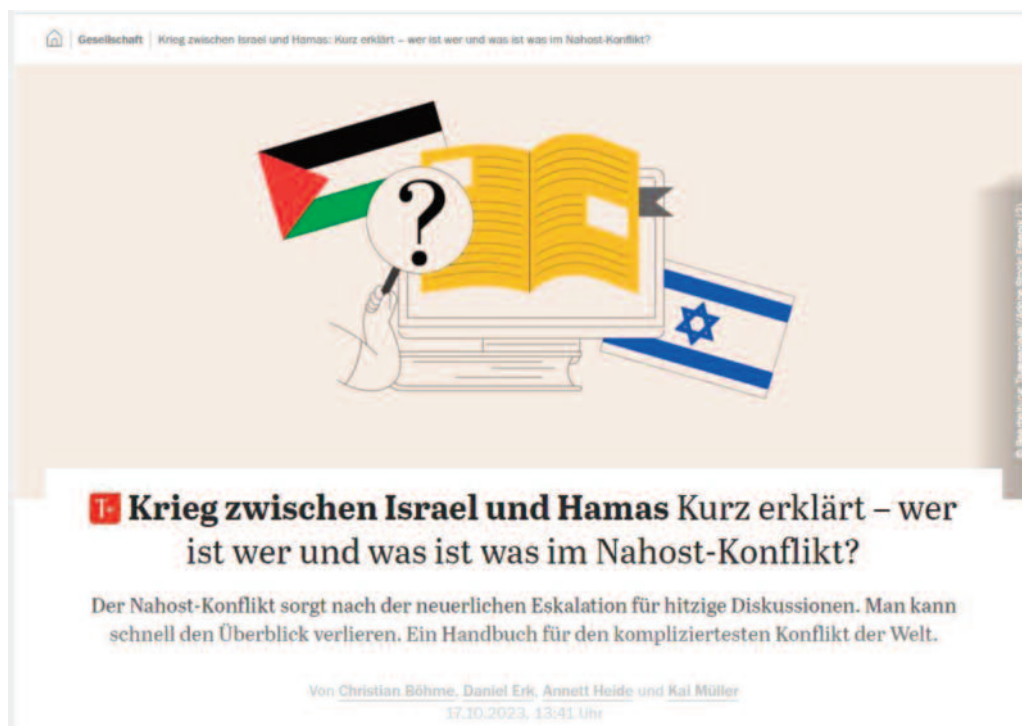 Gesellschaft | Krieg zwischen Israel und Hamas: Kurz erklärt – wer ist wer und was ist was im Nahost-Konflikt?
?
T+ Krieg zwischen Israel und Hamas Kurz erklärt – wer
ist wer und was ist was im Nahost-Konflikt?
Der Nahost-Konflikt sorgt nach der neuerlichen Eskalation für hitzige Diskussionen. Man kann
schnell den Überblick verlieren. Ein Handbuch für den kompliziertesten Konflikt der Welt.
Von Christian Böhme, Daniel Erk, Annett Heide und Kai Müller
17.10.2023, 13:41 Uhr